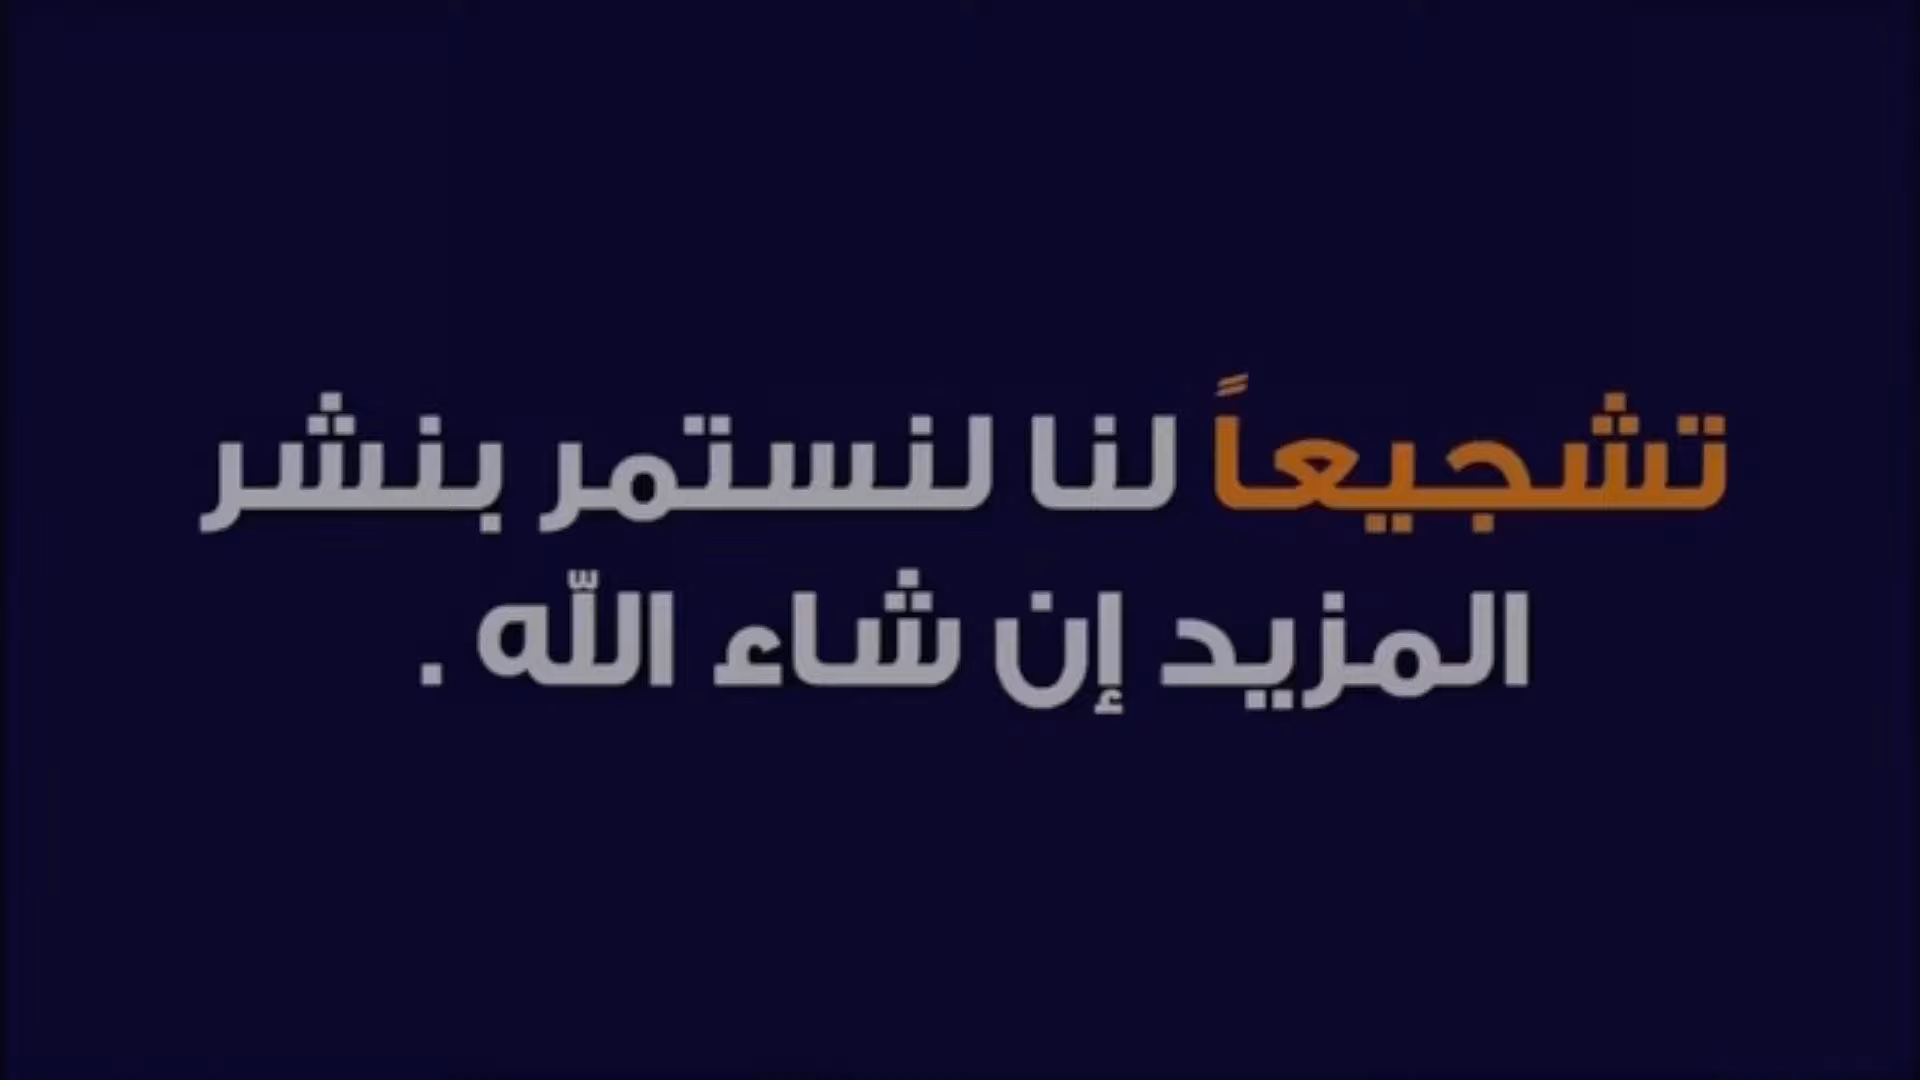 تشجيعاً لنا لنستمر بنشر
المزيد إن شاء اللّه .